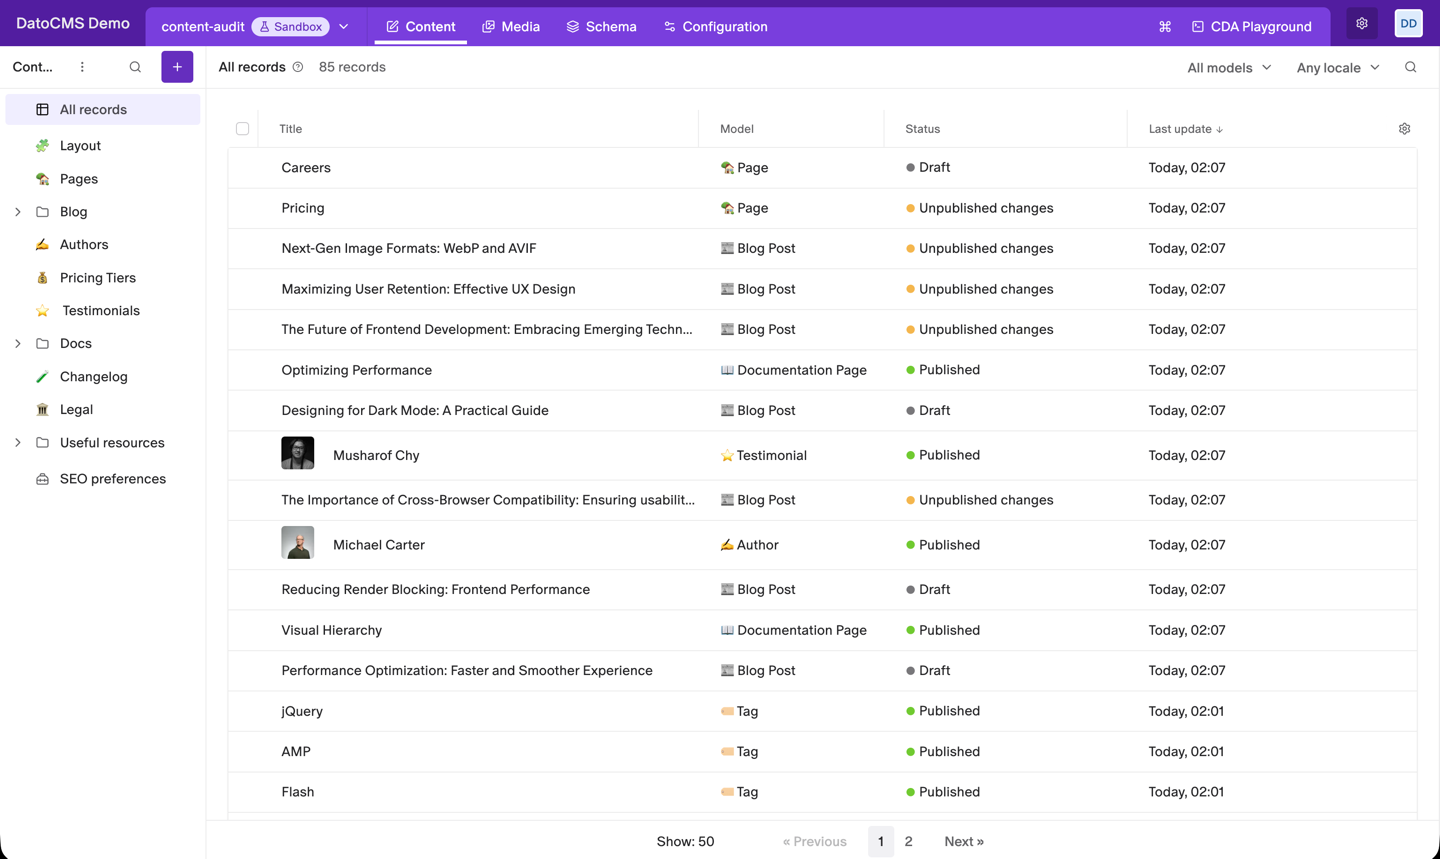 DatoCMS Demo
content-audit Sandbox
Content
Media
Schema
Configuration
CDA Playground
DD
Cont...
All records
85 records
All models
Any locale
All records
Layout
Pages
Blog
Authors
Pricing Tiers
Testimonials
Docs
Changelog
Legal
Useful resources
SEO preferences
Title Model Status Last update ↓
Careers Page Draft Today, 02:07
Pricing Page Unpublished changes Today, 02:07
Next-Gen Image Formats: WebP and AVIF Blog Post Unpublished changes Today, 02:07
Maximizing User Retention: Effective UX Design Blog Post Unpublished changes Today, 02:07
The Future of Frontend Development: Embracing Emerging Techn... Blog Post Unpublished changes Today, 02:07
Optimizing Performance Documentation Page Published Today, 02:07
Designing for Dark Mode: A Practical Guide Blog Post Draft Today, 02:07
Musharof Chy Testimonial Published Today, 02:07
The Importance of Cross-Browser Compatibility: Ensuring usabilit... Blog Post Unpublished changes Today, 02:07
Michael Carter Author Published Today, 02:07
Reducing Render Blocking: Frontend Performance Blog Post Draft Today, 02:07
Visual Hierarchy Documentation Page Published Today, 02:07
Performance Optimization: Faster and Smoother Experience Blog Post Draft Today, 02:07
jQuery Tag Published Today, 02:01
AMP Tag Published Today, 02:01
Flash Tag Published Today, 02:01
Show: 50 « Previous 1 2 Next »